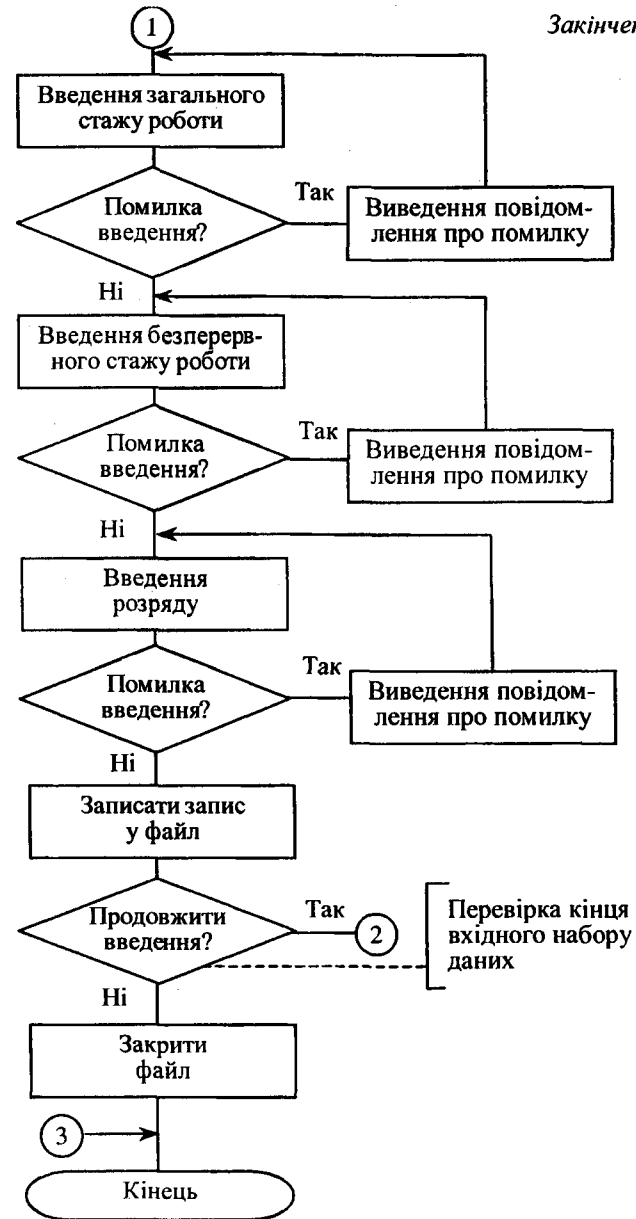 1
Закінчен
Введення загального
стажу роботи
Помилка
введення?
Так
Виведення повідом-
лення про помилку
Ні
Введення безперерв-
ного стажу роботи
Помилка
введення?
Так
Виведення повідом-
лення про помилку
Ні
Введення
розряду
Помилка
введення?
Так
Виведення повідом-
лення про помилку
Ні
Записати запис
у файл
Продовжити
введення?
Так
2
Перевірка кінця
вхідного набору
даних
Ні
Закрити
файл
3
Кінець